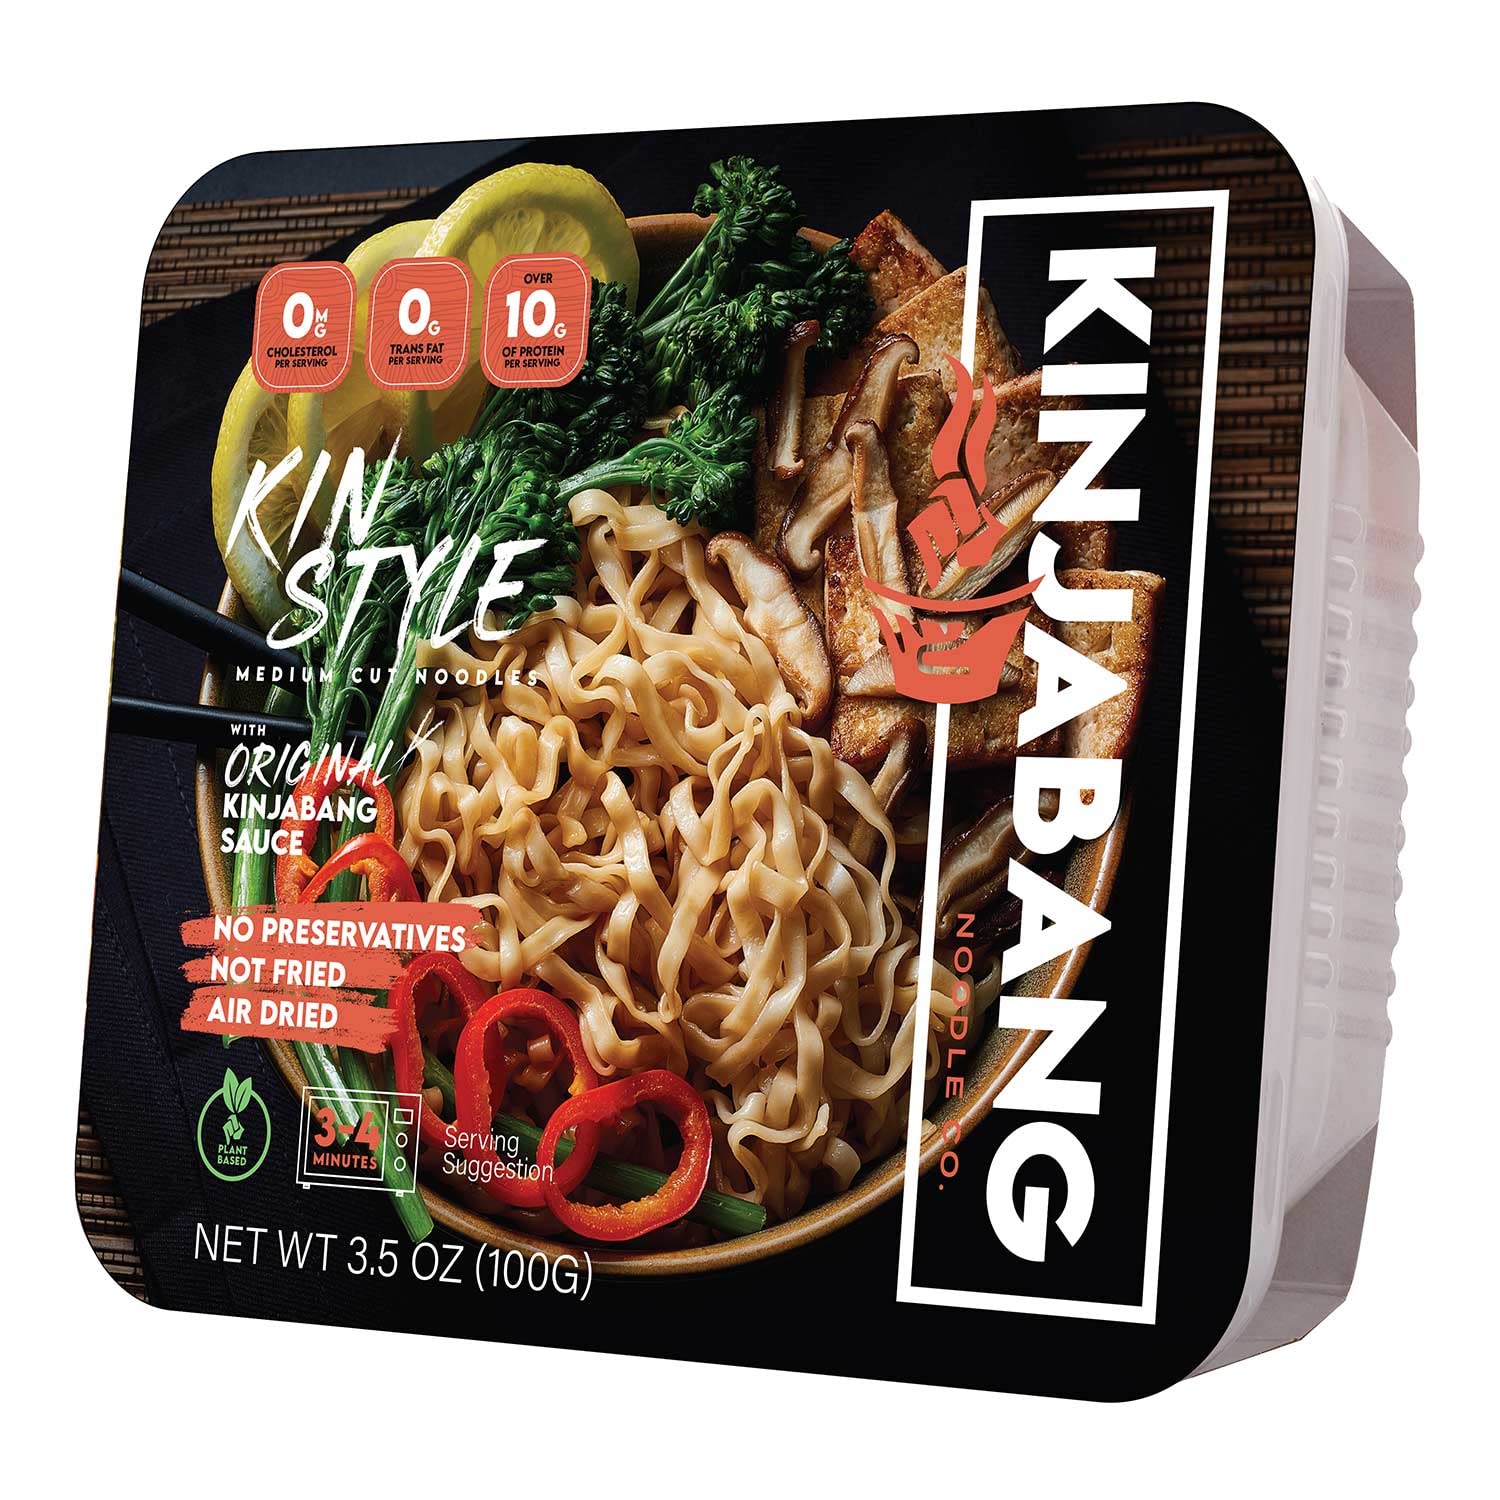 0MG
CHOLESTEROL
PER SERVING
0G
TRANS FAT
PER SERVING
OVER
10G
OF PROTEIN
PER SERVING
KIN
STYLE
MEDIUM CUT NOODLES
WITH
ORIGINAL
KINJABANG
SAUCE
NO PRESERVATIVES
NOT FRIED
AIR DRIED
PLANT
BASED
3-4
MINUTES
Serving
Suggestion
NET WT 3.5 OZ (100G)
KINJABANG
NOODLE CO.